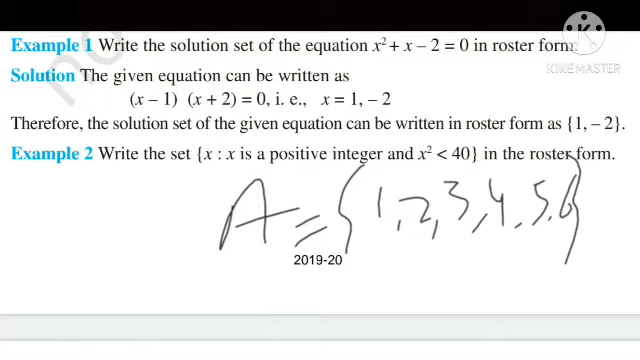 Example 1 Write the solution set of the equation x² + x – 2 = 0 in roster form.
KINEMASTER
Solution The given equation can be written as
(x – 1) (x + 2) = 0, i. e., x = 1, – 2
Therefore, the solution set of the given equation can be written in roster form as {1, – 2}.
Example 2 Write the set {x : x is a positive integer and x² < 40} in the roster form.
A = {1, 2, 3, 4, 5, 6}
2019-20